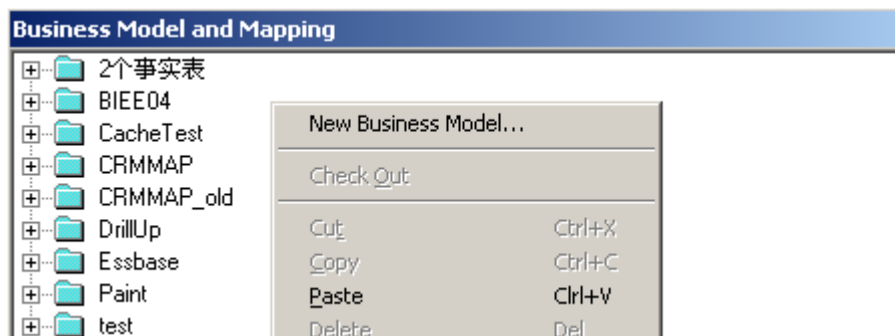 Business Model and Mapping
2个事实表
BIEE04
CacheTest
CRMMAP
CRMMAP_old
DrillUp
Essbase
Paint
test
New Business Model...
Check Out
Cut Ctrl+X
Copy Ctrl+C
Paste Ctrl+V
Delete Del